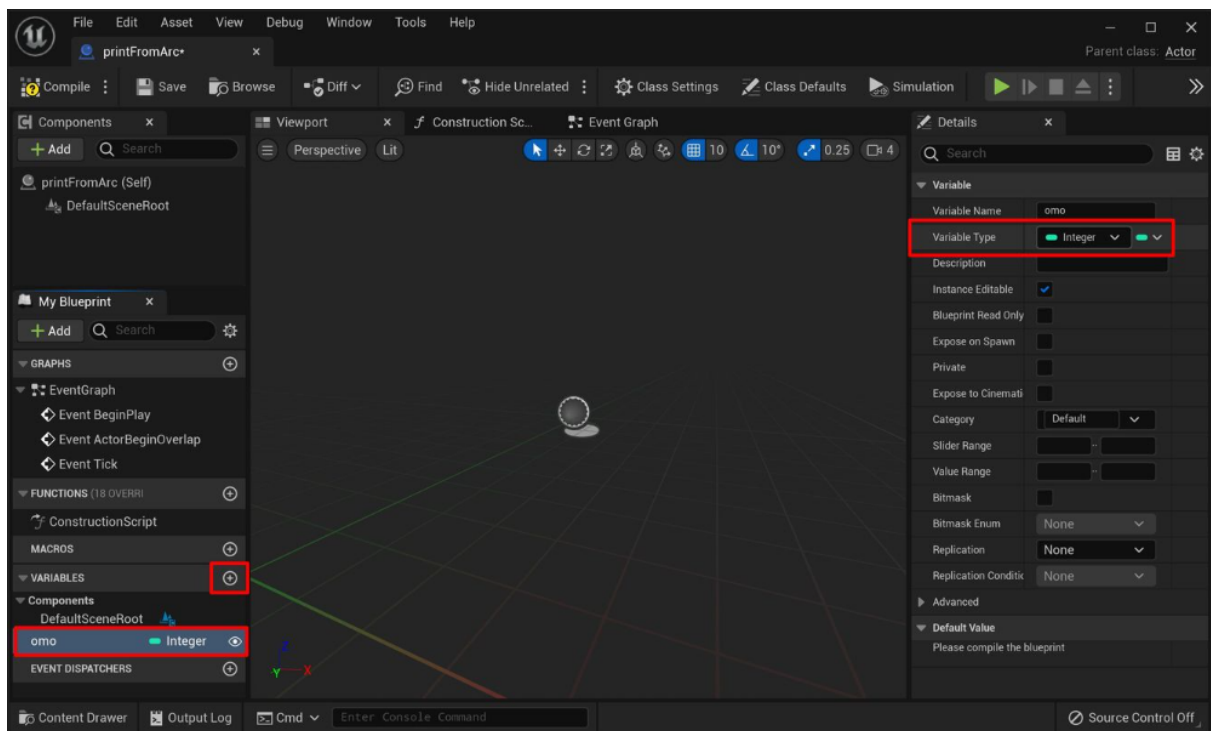 File Edit Asset View Debug Window Tools Help
printFromArc•
Parent class: Actor
Compile Save Browse Diff Find Hide Unrelated Class Settings Class Defaults Simulation
Components
Add Search
printFromArc (Self)
DefaultSceneRoot
My Blueprint
Add Search
GRAPHS
EventGraph
Event BeginPlay
Event ActorBeginOverlap
Event Tick
FUNCTIONS (18 OVERRI
ConstructionScript
MACROS
VARIABLES
Components
DefaultSceneRoot
omo Integer
EVENT DISPATCHERS
Viewport Construction Sc... Event Graph
Perspective Lit 10 10° 0.25 4
Z
Y X
Details
Search
Variable
Variable Name omo
Variable Type Integer
Description
Instance Editable
Blueprint Read Only
Expose on Spawn
Private
Expose to Cinemati
Category Default
Slider Range
Value Range
Bitmask
Bitmask Enum None
Replication None
Replication Conditic None
Advanced
Default Value
Please compile the blueprint
Content Drawer Output Log Cmd Enter Console Command Source Control Off